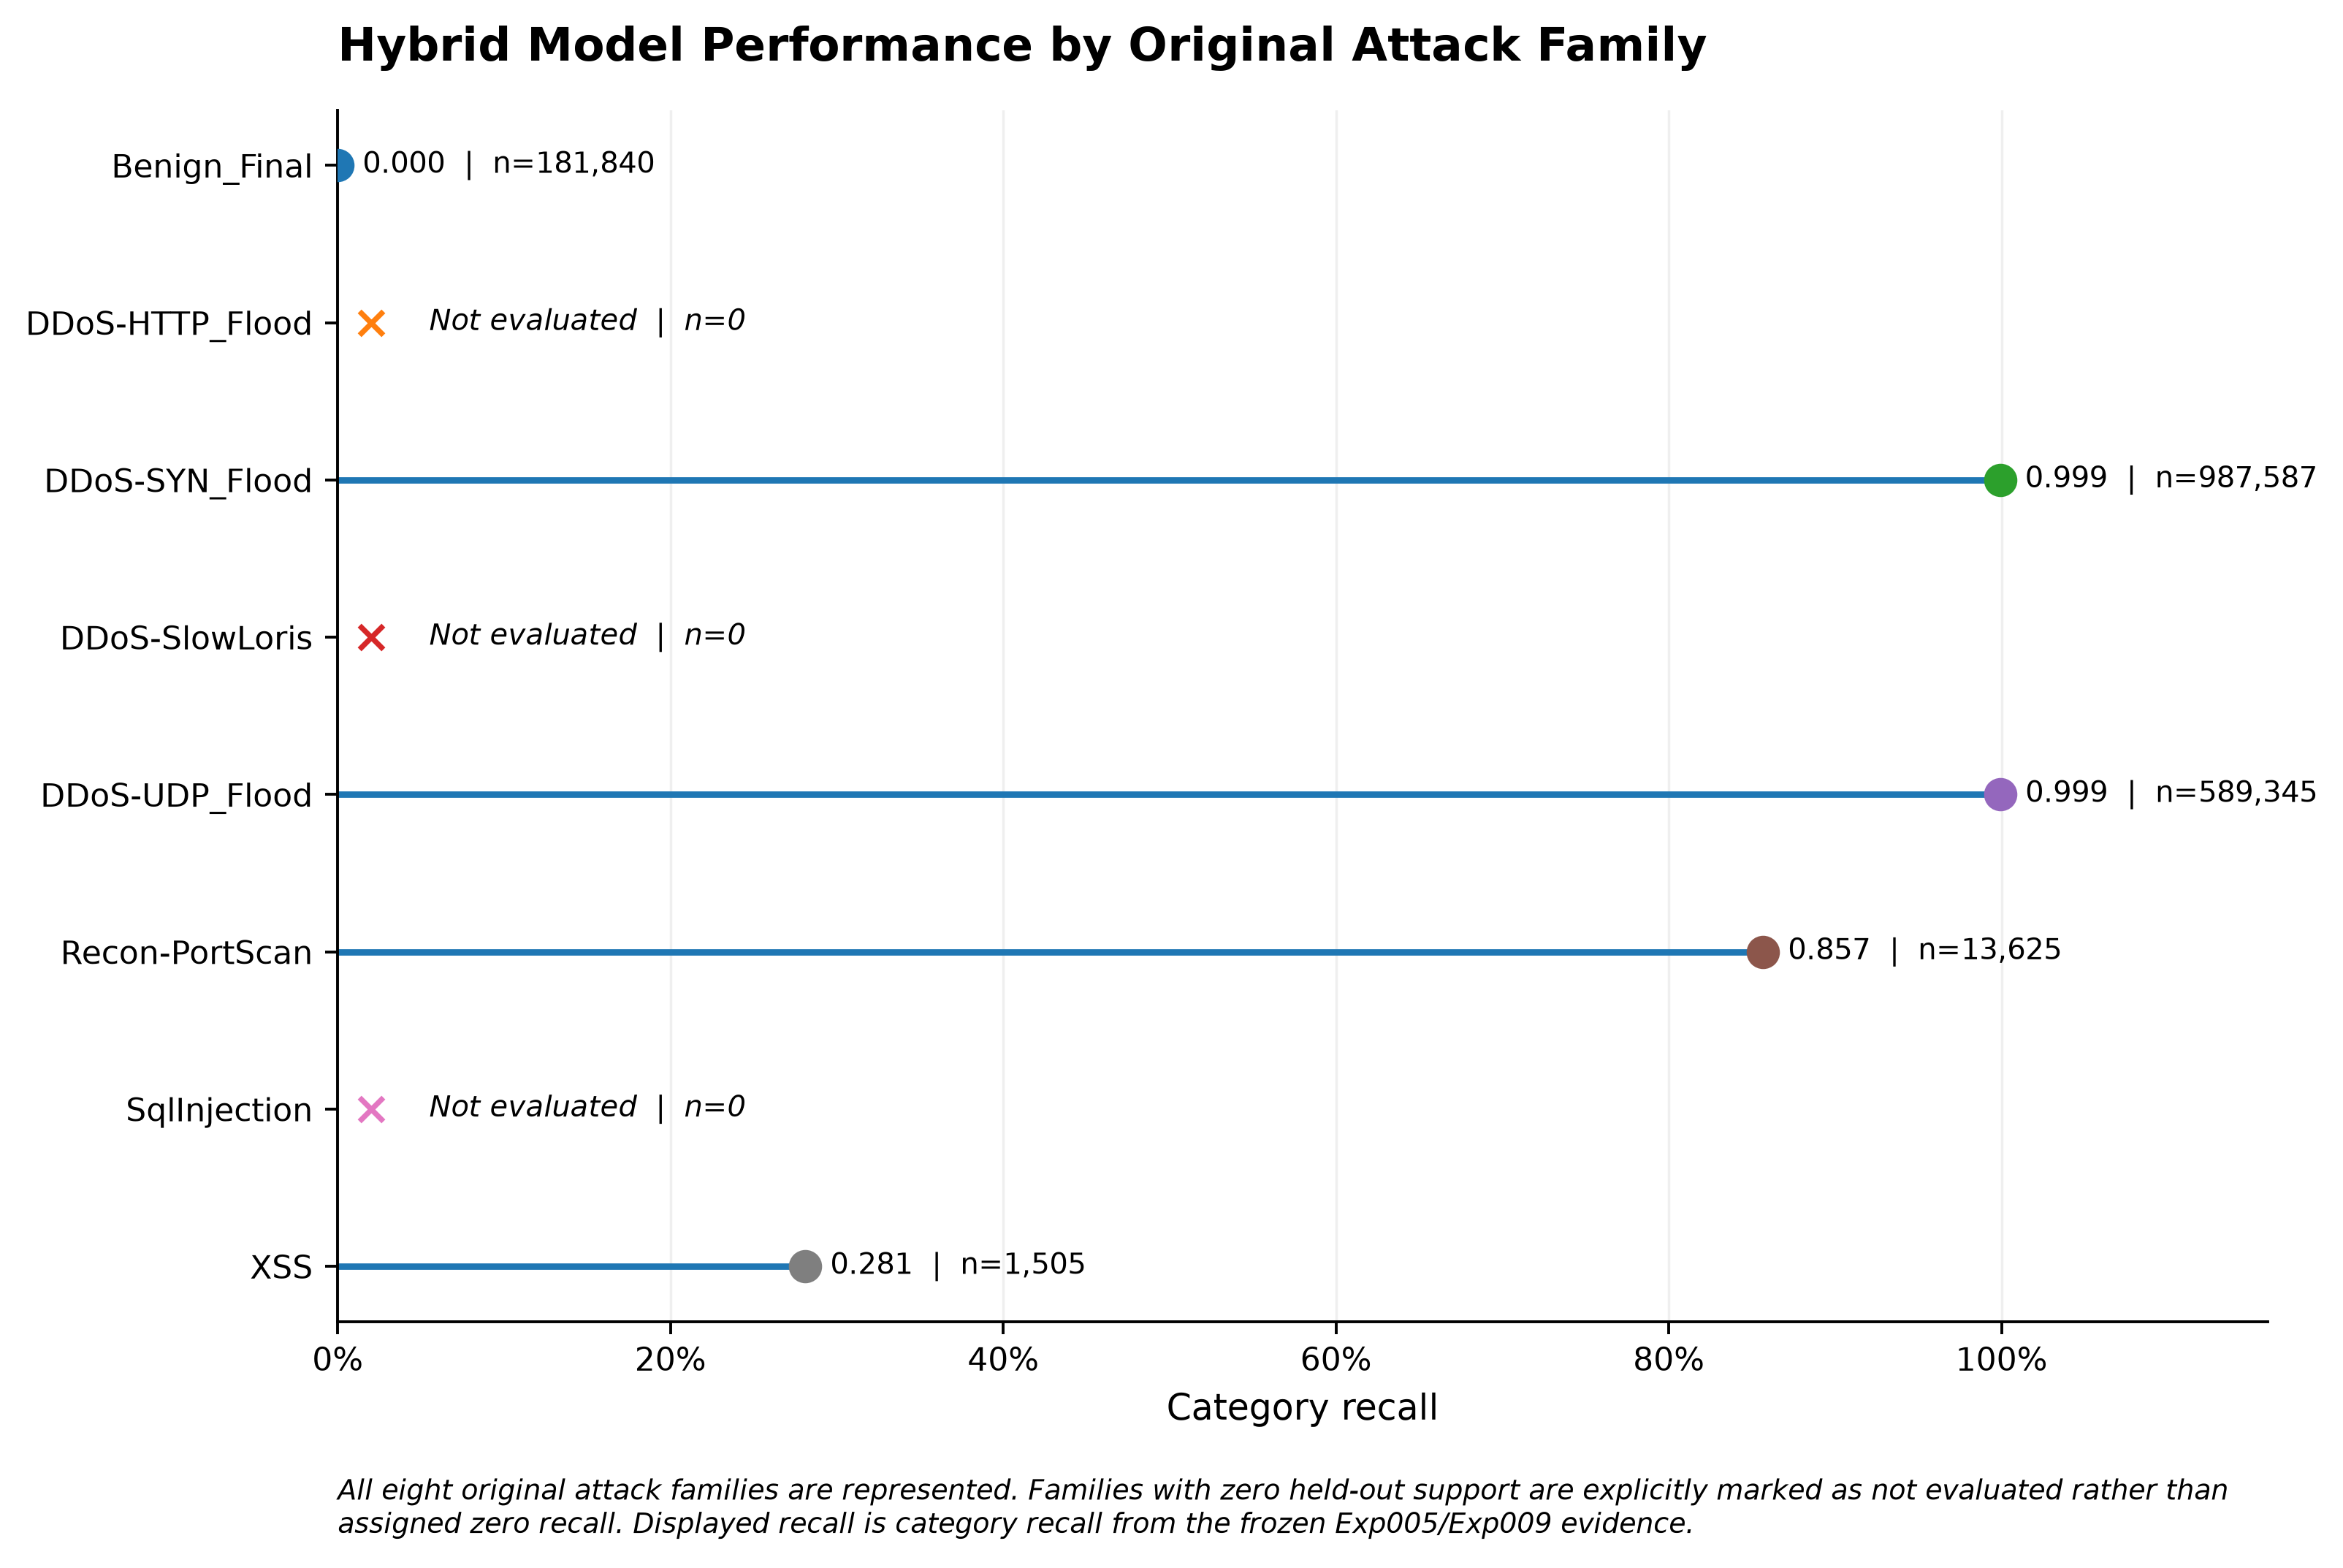 Hybrid Model Performance by Original Attack Family
Benign_Final 0.000 | n=181,840
DDoS-HTTP_Flood Not evaluated | n=0
DDoS-SYN_Flood 0.999 | n=987,587
DDoS-SlowLoris Not evaluated | n=0
DDoS-UDP_Flood 0.999 | n=589,345
Recon-PortScan 0.857 | n=13,625
SqlInjection Not evaluated | n=0
XSS 0.281 | n=1,505
0% 20% 40% 60% 80% 100%
Category recall
All eight original attack families are represented. Families with zero held-out support are explicitly marked as not evaluated rather than
assigned zero recall. Displayed recall is category recall from the frozen Exp005/Exp009 evidence.